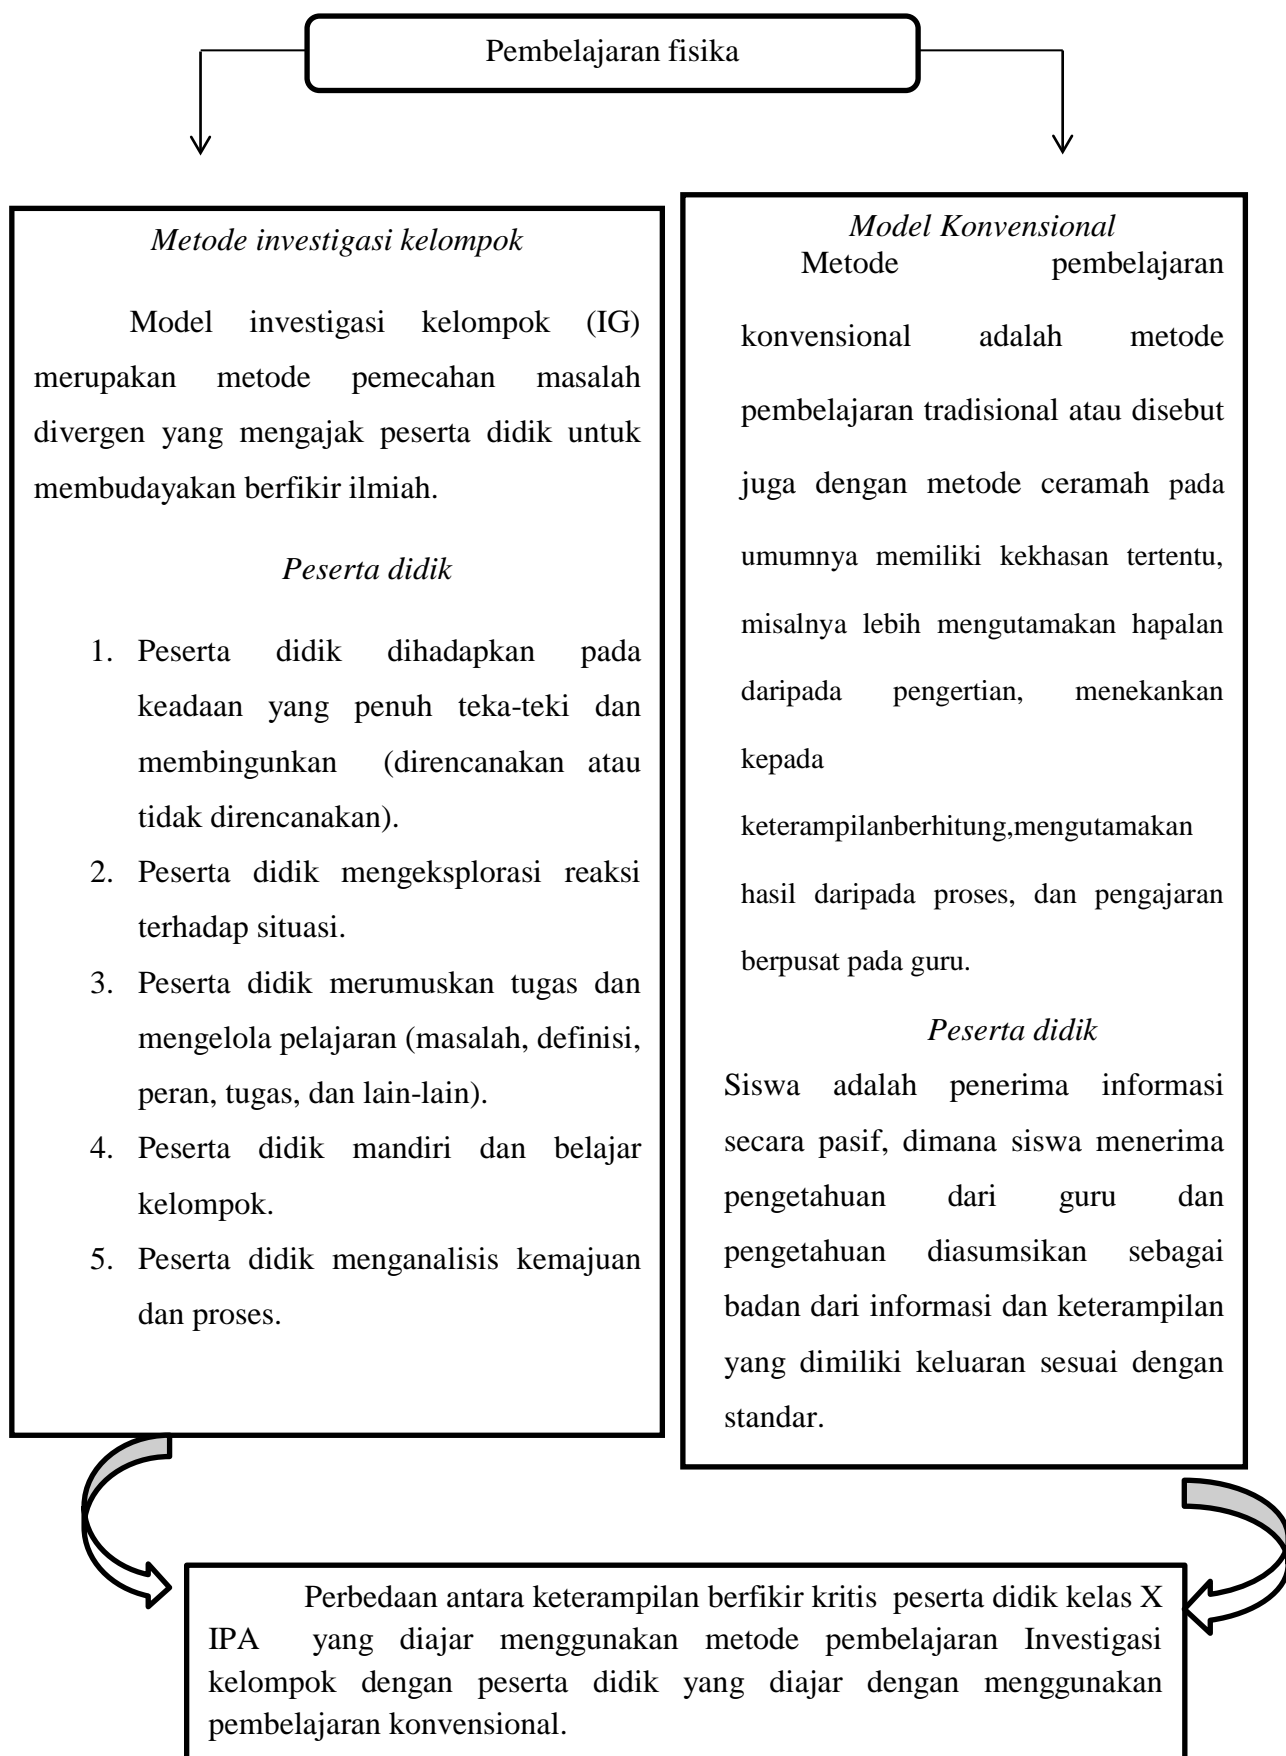 Pembelajaran fisika
Metode investigasi kelompok
Model investigasi kelompok (IG)
merupakan metode pemecahan masalah
divergen yang mengajak peserta didik untuk
membudayakan berfikir ilmiah.
Peserta didik
1. Peserta didik dihadapkan pada
keadaan yang penuh teka-teki dan
membingunkan (direncanakan atau
tidak direncanakan).
2. Peserta didik mengeksplorasi reaksi
terhadap situasi.
3. Peserta didik merumuskan tugas dan
mengelola pelajaran (masalah, definisi,
peran, tugas, dan lain-lain).
4. Peserta didik mandiri dan belajar
kelompok.
5. Peserta didik menganalisis kemajuan
dan proses.
Model Konvensional
Metode pembelajaran
konvensional adalah metode
pembelajaran tradisional atau disebut
juga dengan metode ceramah pada
umumnya memiliki kekhasan tertentu,
misalnya lebih mengutamakan hapalan
daripada pengertian, menekankan
kepada
keterampilanberhitung,mengutamakan
hasil daripada proses, dan pengajaran
berpusat pada guru.
Peserta didik
Siswa adalah penerima informasi
secara pasif, dimana siswa menerima
pengetahuan dari guru dan
pengetahuan diasumsikan sebagai
badan dari informasi dan keterampilan
yang dimiliki keluaran sesuai dengan
standar.
Perbedaan antara keterampilan berfikir kritis peserta didik kelas X
IPA yang diajar menggunakan metode pembelajaran Investigasi
kelompok dengan peserta didik yang diajar dengan menggunakan
pembelajaran konvensional.